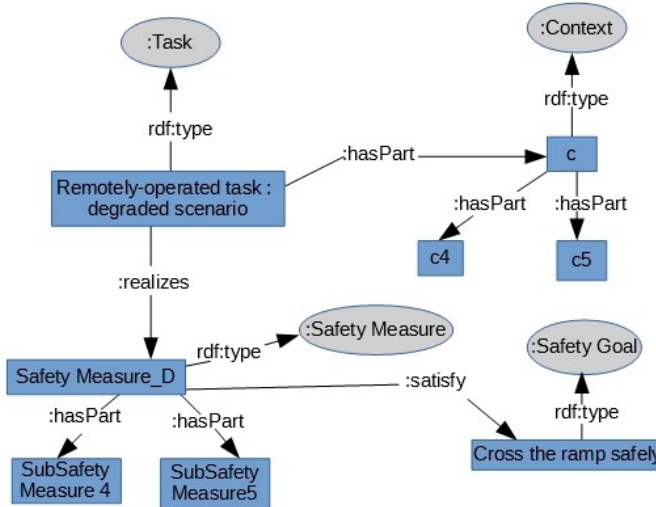 :Task
:Context
rdf:type
rdf:type
:hasPart
c
Remotely-operated task :
degraded scenario
:hasPart
:hasPart
c4
c5
:realizes
:Safety Measure
rdf:type
:Safety Goal
Safety Measure_D
:satisfy
:hasPart
:hasPart
rdf:type
SubSafety
Measure 4
SubSafety
Measure5
Cross the ramp safely